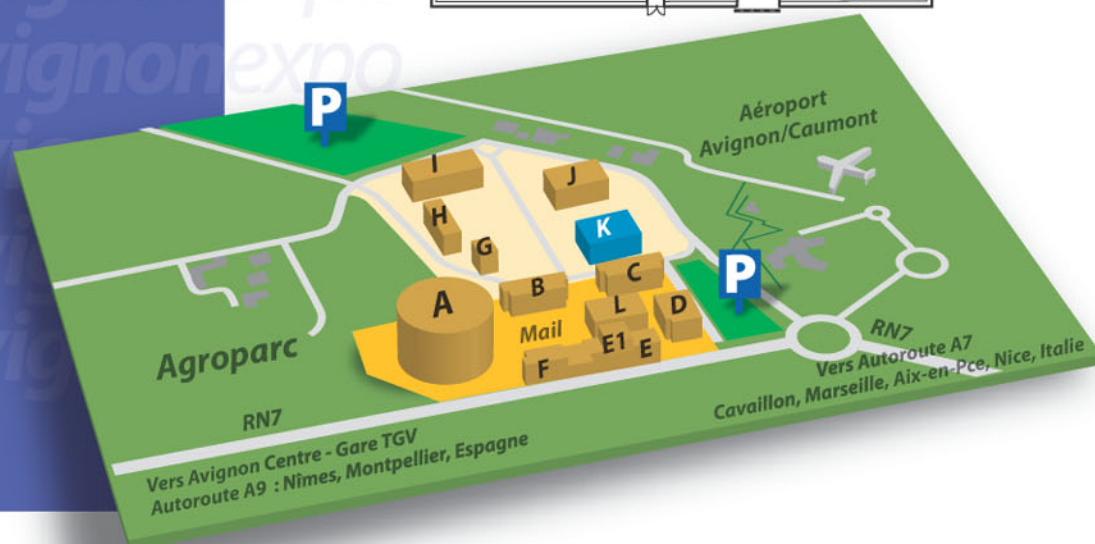 avignonexpo
P
Aéroport
Avignon/Caumont
I
J
H
K
G
C
P
A
B
L
D
Mail
E1
E
F
Agroparc
RN7
Vers Autoroute A7
Cavaillon, Marseille, Aix-en-Pce, Nice, Italie
RN7
Vers Avignon Centre - Gare TGV
Autoroute A9 : Nîmes, Montpellier, Espagne